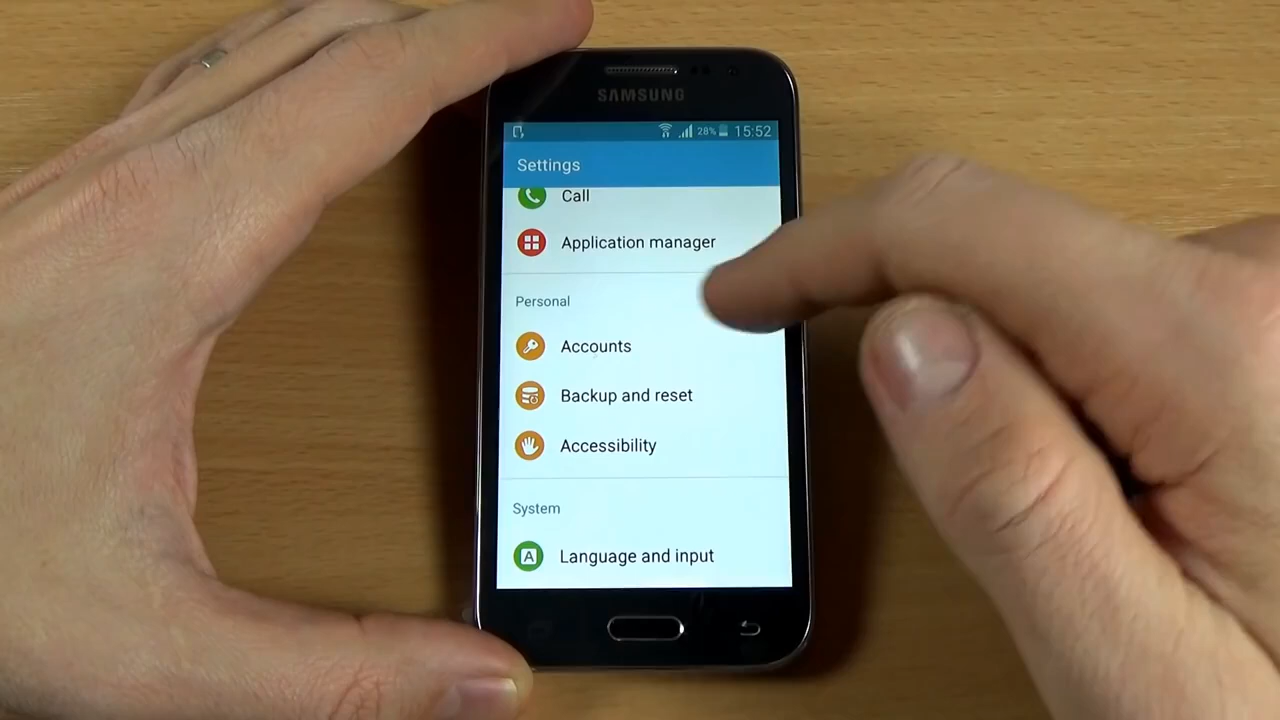 SAMSUNG
28% 15:52
Settings
Call
Application manager
Personal
Accounts
Backup and reset
Accessibility
System
A Language and input